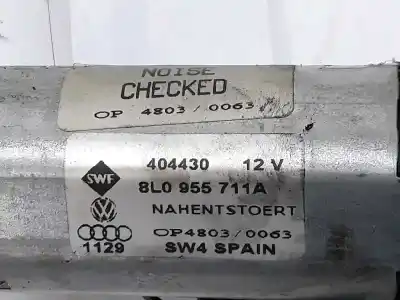 NOISE
CHECKED
OP 4803/0063
404430 12 V
SWF
8L0 955 711A
NAHENTSTOERT
OP4803/0063
1129 SW4 SPAIN